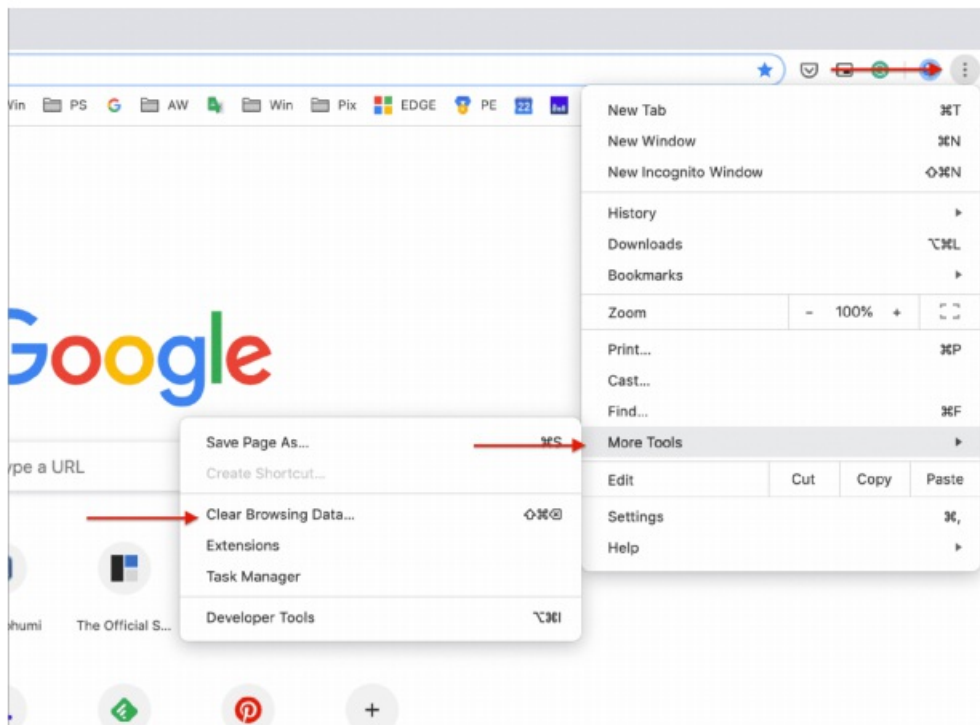 Win PS G AW Win Pix EDGE PE 22
New Tab ⌘T
New Window ⌘N
New Incognito Window ⇧⌘N
History
Downloads ⌥⌘L
Bookmarks
Zoom - 100% +
Print... ⌘P
Cast...
Find... ⌘F
More Tools
Edit Cut Copy Paste
Settings ⌘,
Help
Google
ype a URL
Save Page As... ⌘S
Create Shortcut...
Clear Browsing Data... ⇧⌘⌫
Extensions
Task Manager
Developer Tools ⌥⌘I
humi The Official S...
+